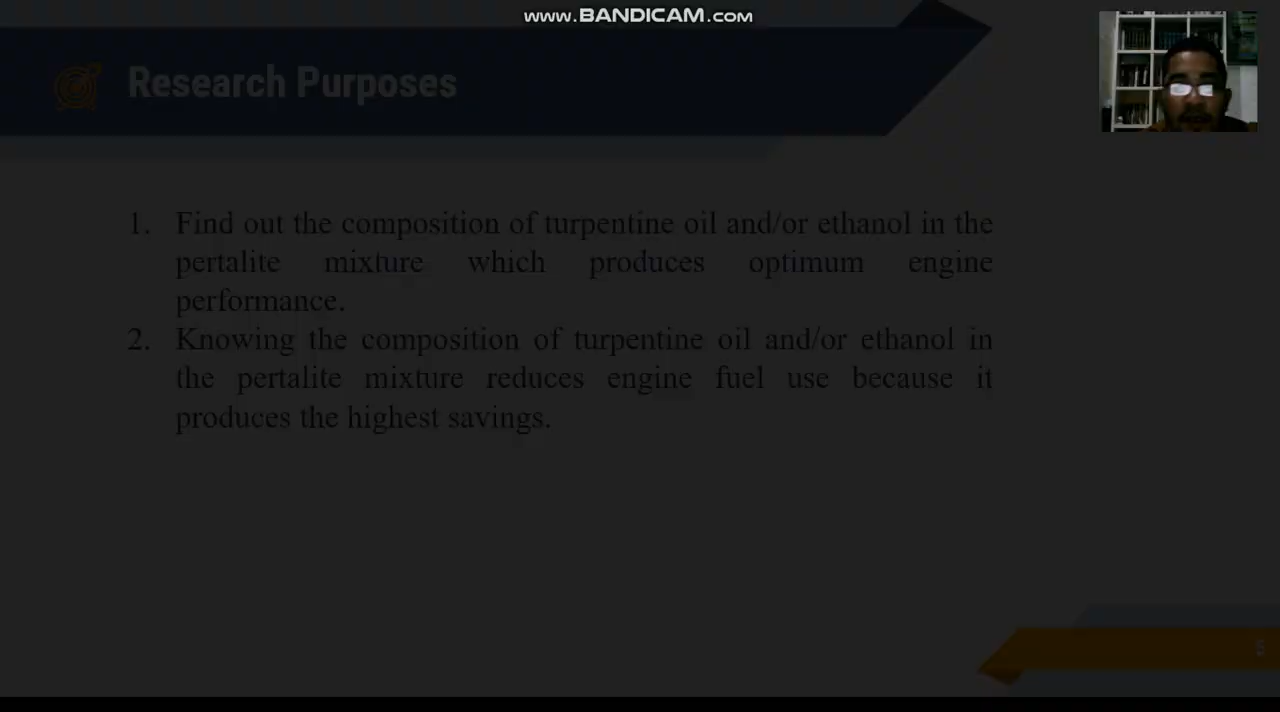 www.BANDICAM.com
Research Purposes
1. Find out the composition of turpentine oil and/or ethanol in the
pertalite mixture which produces optimum engine
performance.
2. Knowing the composition of turpentine oil and/or ethanol in
the pertalite mixture reduces engine fuel use because it
produces the highest savings.
5